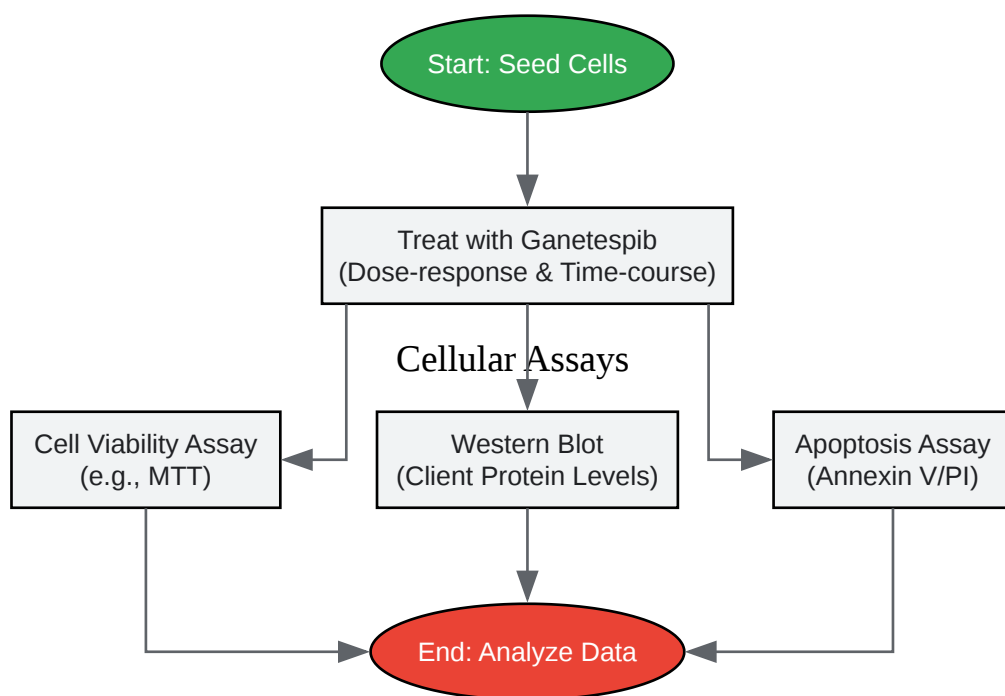 Start: Seed Cells
Treat with Ganetespib
(Dose-response & Time-course)
Cellular Assays
Cell Viability Assay
(e.g., MTT)
Western Blot
(Client Protein Levels)
Apoptosis Assay
(Annexin V/PI)
End: Analyze Data